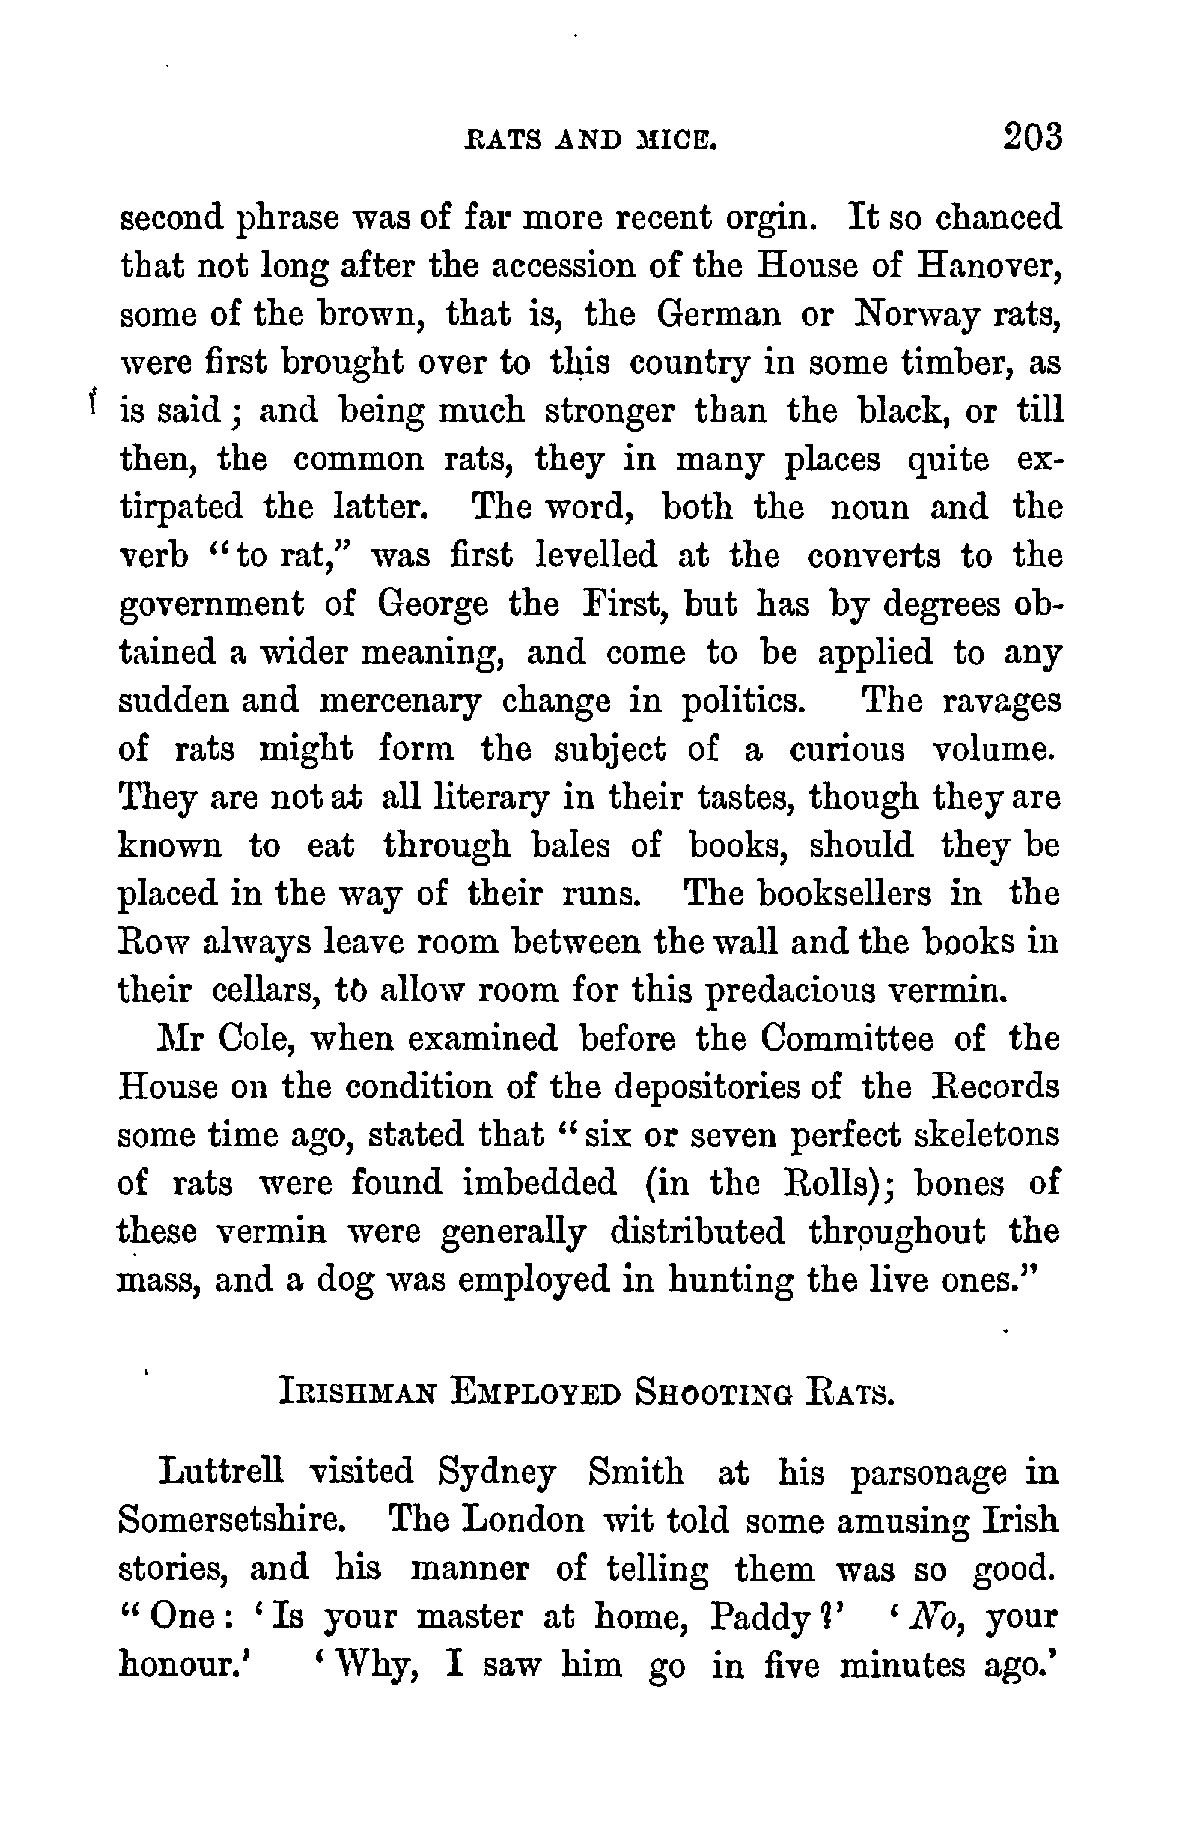 RATS AND MICE. 203
second phrase was of far more recent orgin. It so chanced
that not long after the accession of the House of Hanover,
some of the brown, that is, the German or Norway rats,
were first brought over to this country in some timber, as
is said; and being much stronger than the black, or till
then, the common rats, they in many places quite ex-
tirpated the latter. The word, both the noun and the
verb "to rat," was first levelled at the converts to the
government of George the First, but has by degrees ob-
tained a wider meaning, and come to be applied to any
sudden and mercenary change in politics. The ravages
of rats might form the subject of a curious volume.
They are not at all literary in their tastes, though they are
known to eat through bales of books, should they be
placed in the way of their runs. The booksellers in the
Row always leave room between the wall and the books in
their cellars, to allow room for this predacious vermin.
Mr Cole, when examined before the Committee of the
House on the condition of the depositories of the Records
some time ago, stated that "six or seven perfect skeletons
of rats were found imbedded (in the Rolls); bones of
these vermin were generally distributed throughout the
mass, and a dog was employed in hunting the live ones."
IRISHMAN EMPLOYED SHOOTING RATS.
Luttrell visited Sydney Smith at his parsonage in
Somersetshire. The London wit told some amusing Irish
stories, and his manner of telling them was so good.
"One: 'Is your master at home, Paddy?' 'No, your
honour.' 'Why, I saw him go in five minutes ago.'